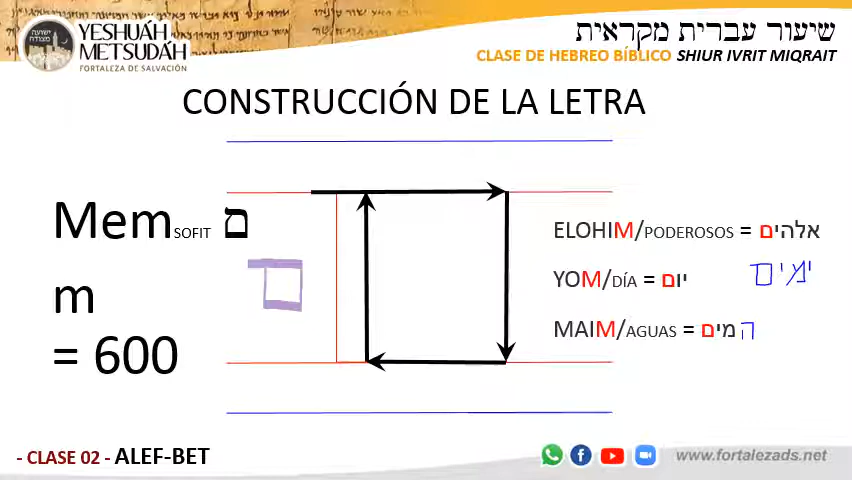 YESHUÁH
METSUDÁH
FORTALEZA DE SALVACIÓN
שיעור עברית מקראית
CLASE DE HEBREO BÍBLICO SHIUR IVRIT MIQRAIT
CONSTRUCCIÓN DE LA LETRA
Mem SOFIT ם
ם
m
= 600
ELOHIM/PODEROSOS = אלהים
YOM/DÍA = יום
ימים
MAIM/AGUAS = מים ה
- CLASE 02 - ALEF-BET
www.fortalezads.net